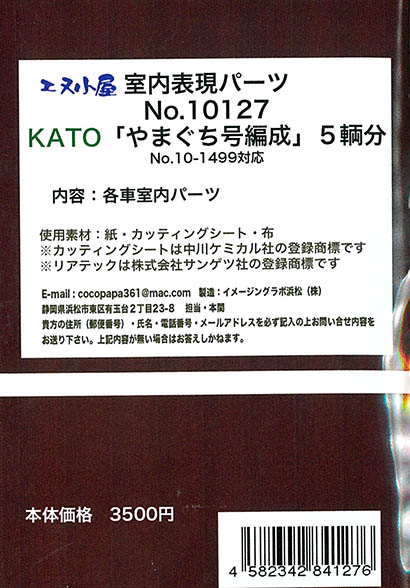 エヌ小屋 室内表現パーツ
No.10127
KATO「やまぐち号編成」５輌分
No.10-1499対応
内容：各車室内パーツ
使用素材：紙・カッティングシート・布
※カッティングシートは中川ケミカル社の登録商標です
※リアテックは株式会社サンゲツ社の登録商標です
E-mail : cocopapa361@mac.com 製造：イメージングラボ浜松（株）
静岡県浜松市東区有玉台２丁目23-8 担当・本間
貴方の住所（郵便番号）・氏名・電話番号・メールアドレスを必ず記入の上お問い合せ内容を
お送り下さい。上記内容が無い場合はお答えしかねます。
本体価格 3500円
4 582342 841276